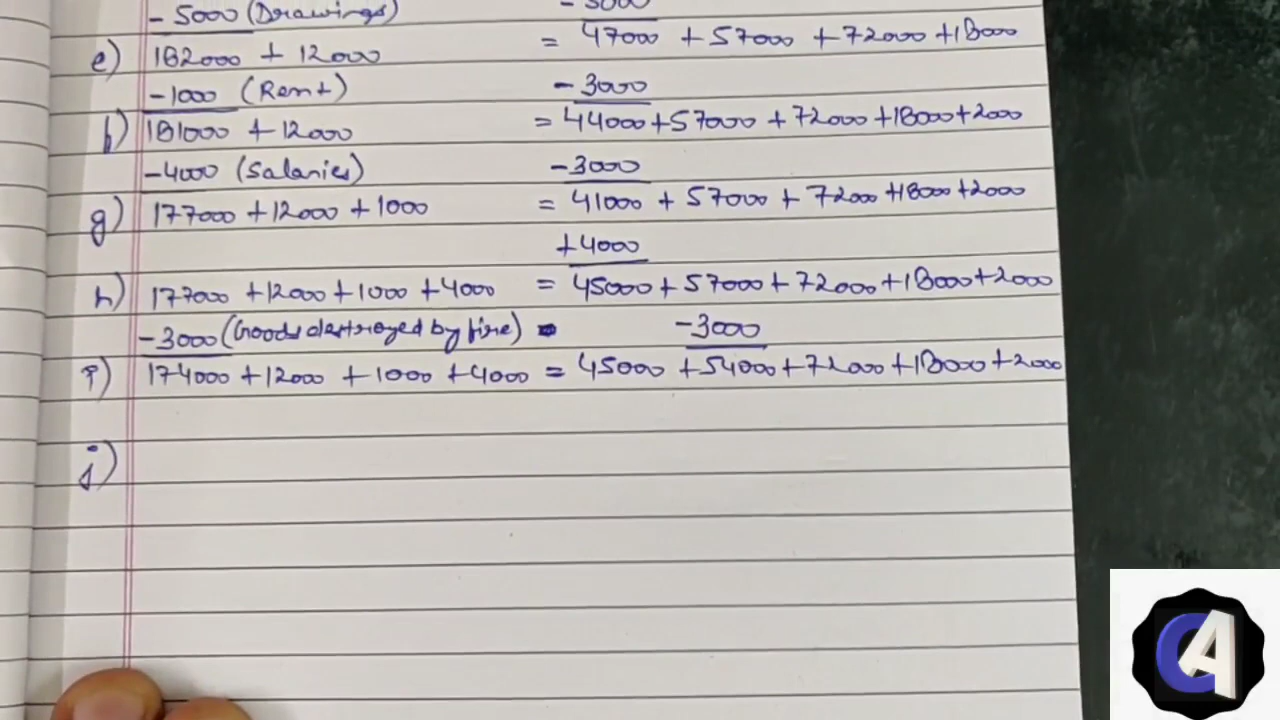 - 5000 (Drawings) - 3000
e) 182000 + 12000 = 47000 + 57000 + 72000 + 18000
- 1000 (Rent) - 3000
f) 181000 + 12000 = 44000 + 57000 + 72000 + 18000 + 2000
- 4000 (Salaries) - 3000
g) 177000 + 12000 + 1000 = 41000 + 57000 + 72000 + 18000 + 2000
+ 4000
h) 177000 + 12000 + 1000 + 4000 = 45000 + 57000 + 72000 + 18000 + 2000
- 3000 (Goods destroyed by fire) - 3000
i) 174000 + 12000 + 1000 + 4000 = 45000 + 54000 + 72000 + 18000 + 2000
j)
CA